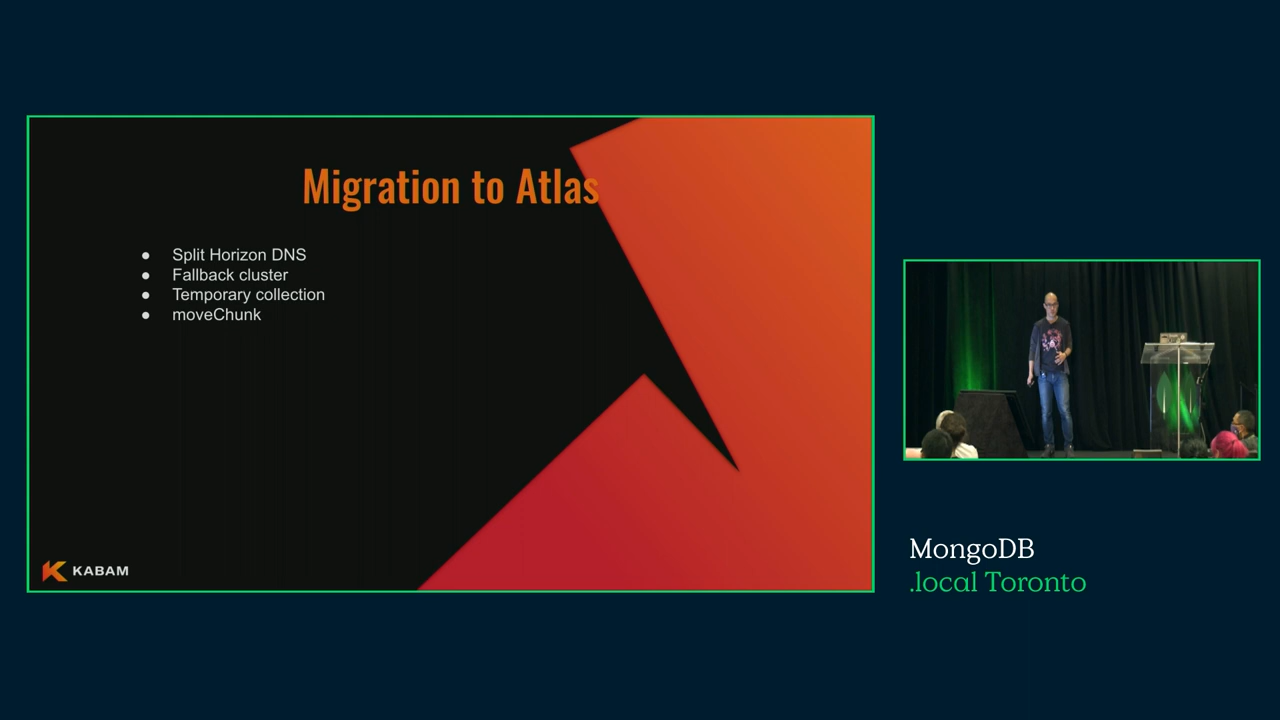 Migration to Atlas
● Split Horizon DNS
● Fallback cluster
● Temporary collection
● moveChunk
KABAM
MongoDB
.local Toronto